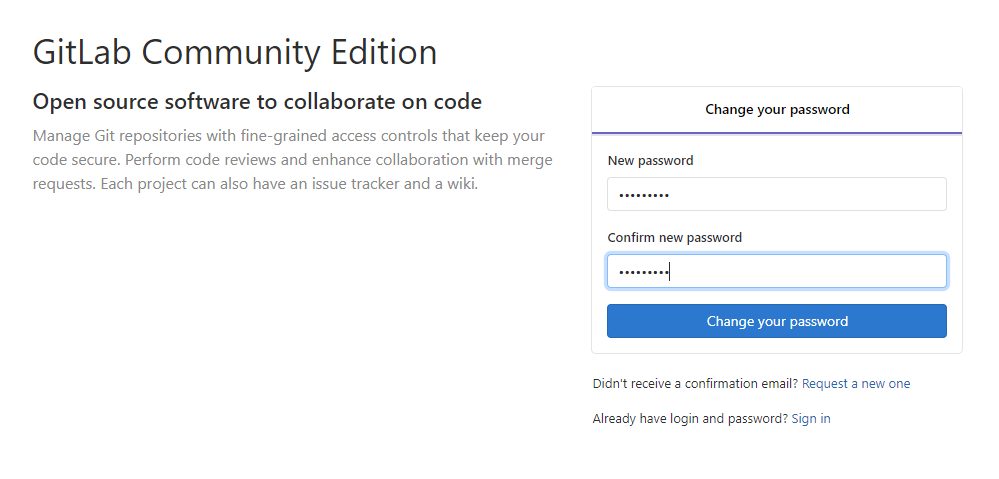 GitLab Community Edition
Open source software to collaborate on code
Manage Git repositories with fine-grained access controls that keep your
code secure. Perform code reviews and enhance collaboration with merge
requests. Each project can also have an issue tracker and a wiki.
Change your password
New password
•••••••••
Confirm new password
•••••••••
Change your password
Didn't receive a confirmation email? Request a new one
Already have login and password? Sign in